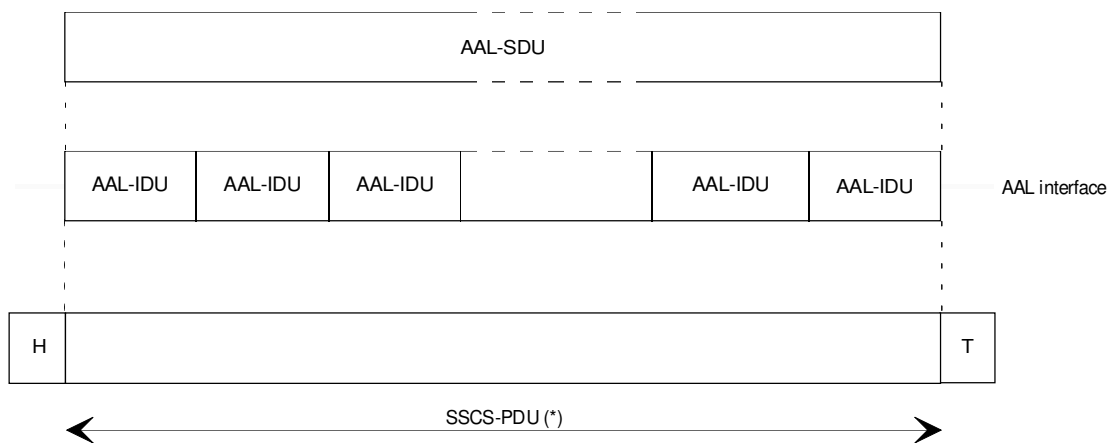 AAL-SDU
AAL-IDU AAL-IDU AAL-IDU AAL-IDU AAL-IDU AAL interface
H T
SSCS-PDU (*)